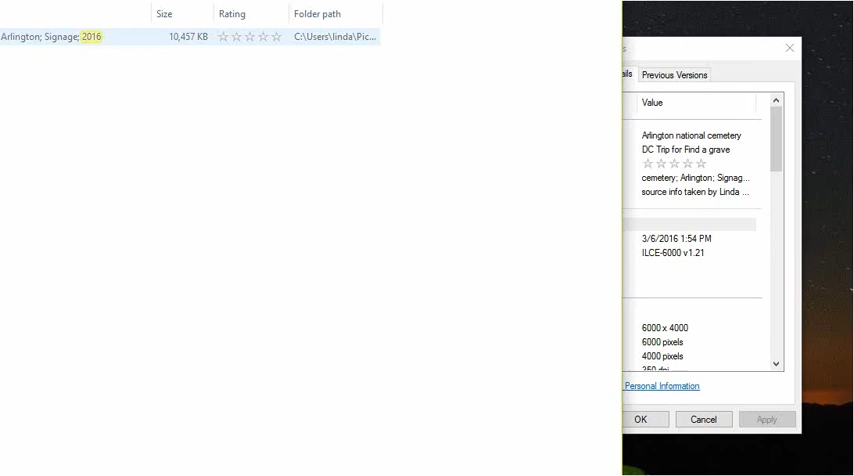 Size Rating Folder path
Arlington; Signage; 2016 10,457 KB C:\Users\linda\Pic...
Previous Versions
Value
Arlington national cemetery
DC Trip for Find a grave
cemetery; Arlington; Signag...
source info taken by Linda ...
3/6/2016 1:54 PM
ILCE-6000 v1.21
6000 x 4000
6000 pixels
4000 pixels
Personal Information
OK Cancel Apply